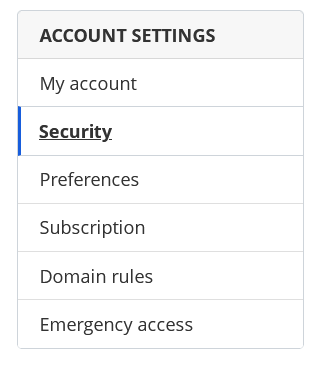 ACCOUNT SETTINGS
My account
Security
Preferences
Subscription
Domain rules
Emergency access